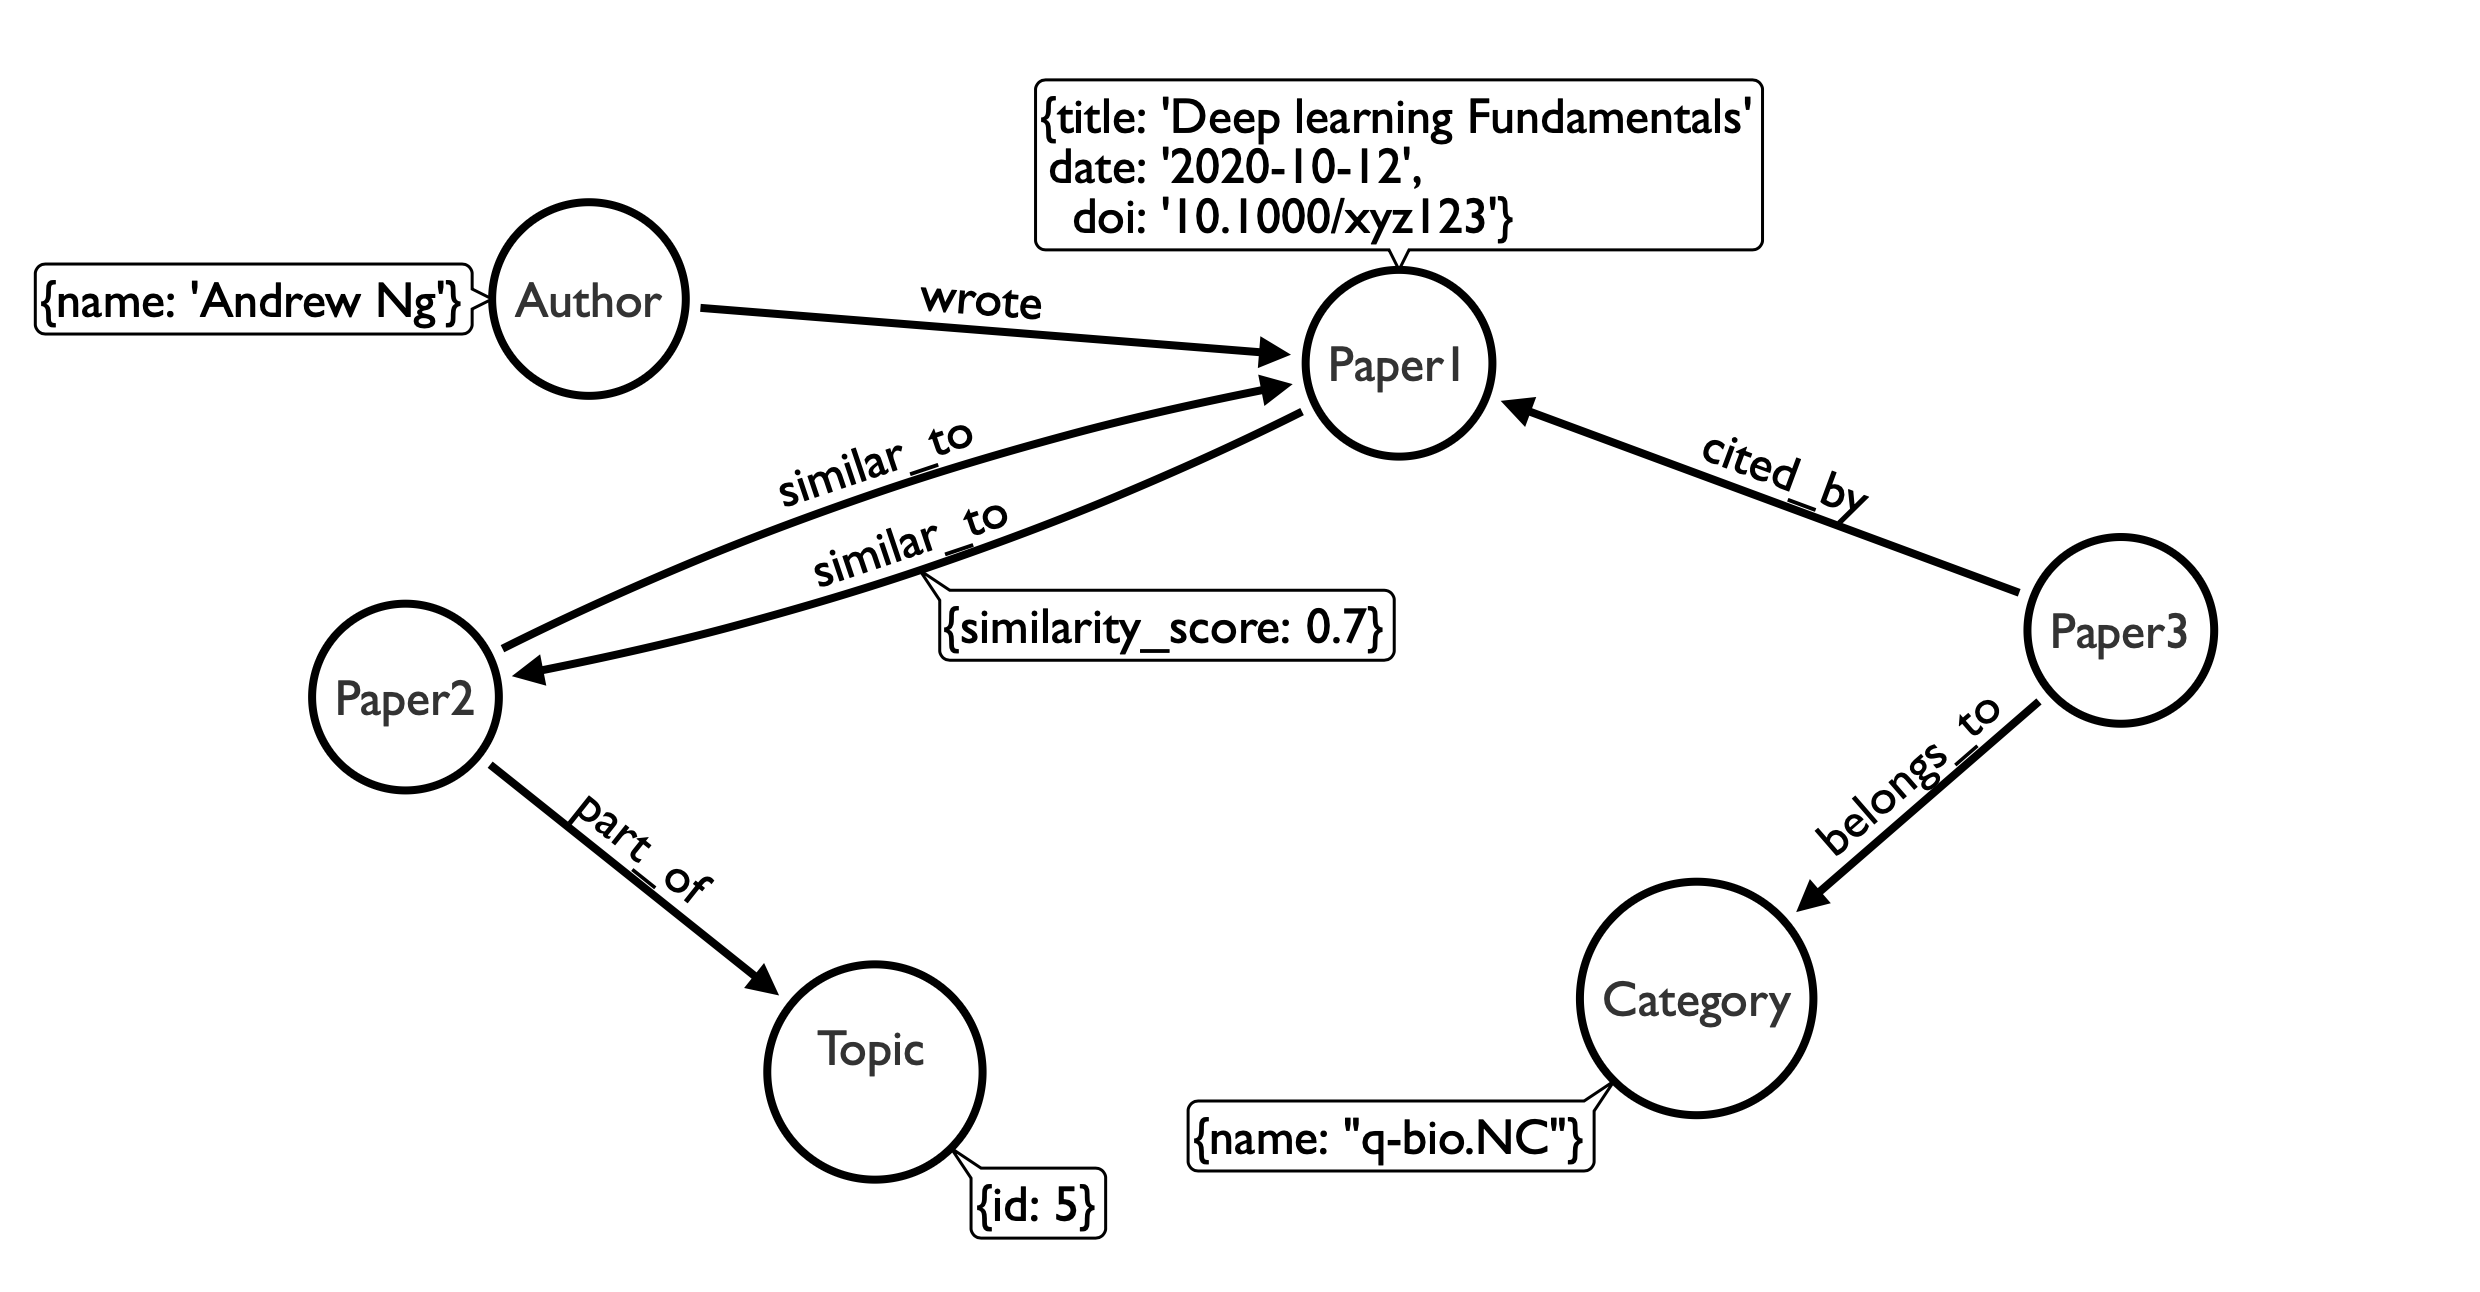 {title: 'Deep learning Fundamentals'
date: '2020-10-12',
doi: '10.1000/xyz123'}
{name: 'Andrew Ng'}
Author
wrote
Paper1
similar_to
cited_by
similar_to
{similarity_score: 0.7}
Paper3
Paper2
belongs_to
part_of
Category
Topic
{name: "q-bio.NC"}
{id: 5}